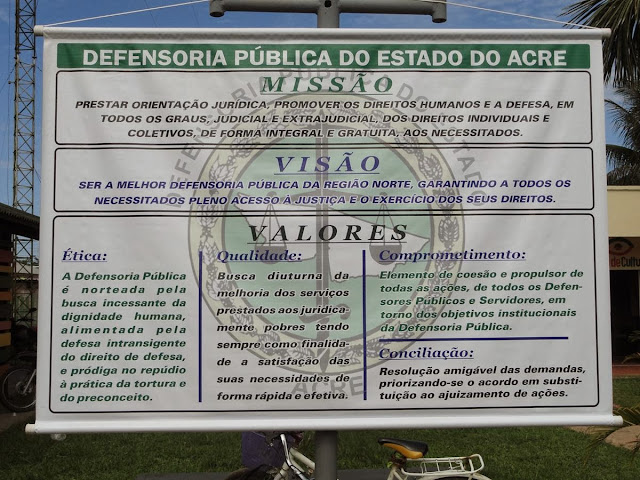 DEFENSORIA PÚBLICA DO ESTADO DO ACRE
MISSÃO
PRESTAR ORIENTAÇÃO JURÍDICA, PROMOVER OS DIREITOS HUMANOS E A DEFESA, EM
TODOS OS GRAUS, JUDICIAL E EXTRAJUDICIAL, DOS DIREITOS INDIVIDUAIS E
COLETIVOS, DE FORMA INTEGRAL E GRATUITA, AOS NECESSITADOS.
VISÃO
SER A MELHOR DEFENSORIA PÚBLICA DA REGIÃO NORTE, GARANTINDO A TODOS OS
NECESSITADOS PLENO ACESSO À JUSTIÇA E O EXERCÍCIO DOS SEUS DIREITOS.
VALORES
Ética:
A Defensoria Pública
é norteada pela
busca incessante da
dignidade humana,
alimentada pela
defesa intransigente
do direito de defesa,
e pródiga no repúdio
à prática da tortura e
do preconceito.
Qualidade:
Busca diuturna da
melhoria dos serviços
prestados aos juridica-
mente pobres tendo
sempre como finalida-
de a satisfação das
suas necessidades de
forma rápida e efetiva.
Comprometimento:
Elemento de coesão e propulsor de
todas as ações, de todos os Defen-
sores Públicos e Servidores, em
torno dos objetivos institucionais
da Defensoria Pública.
Conciliação:
Resolução amigável das demandas,
priorizando-se o acordo em substi-
tuição ao ajuizamento de ações.
ACRE